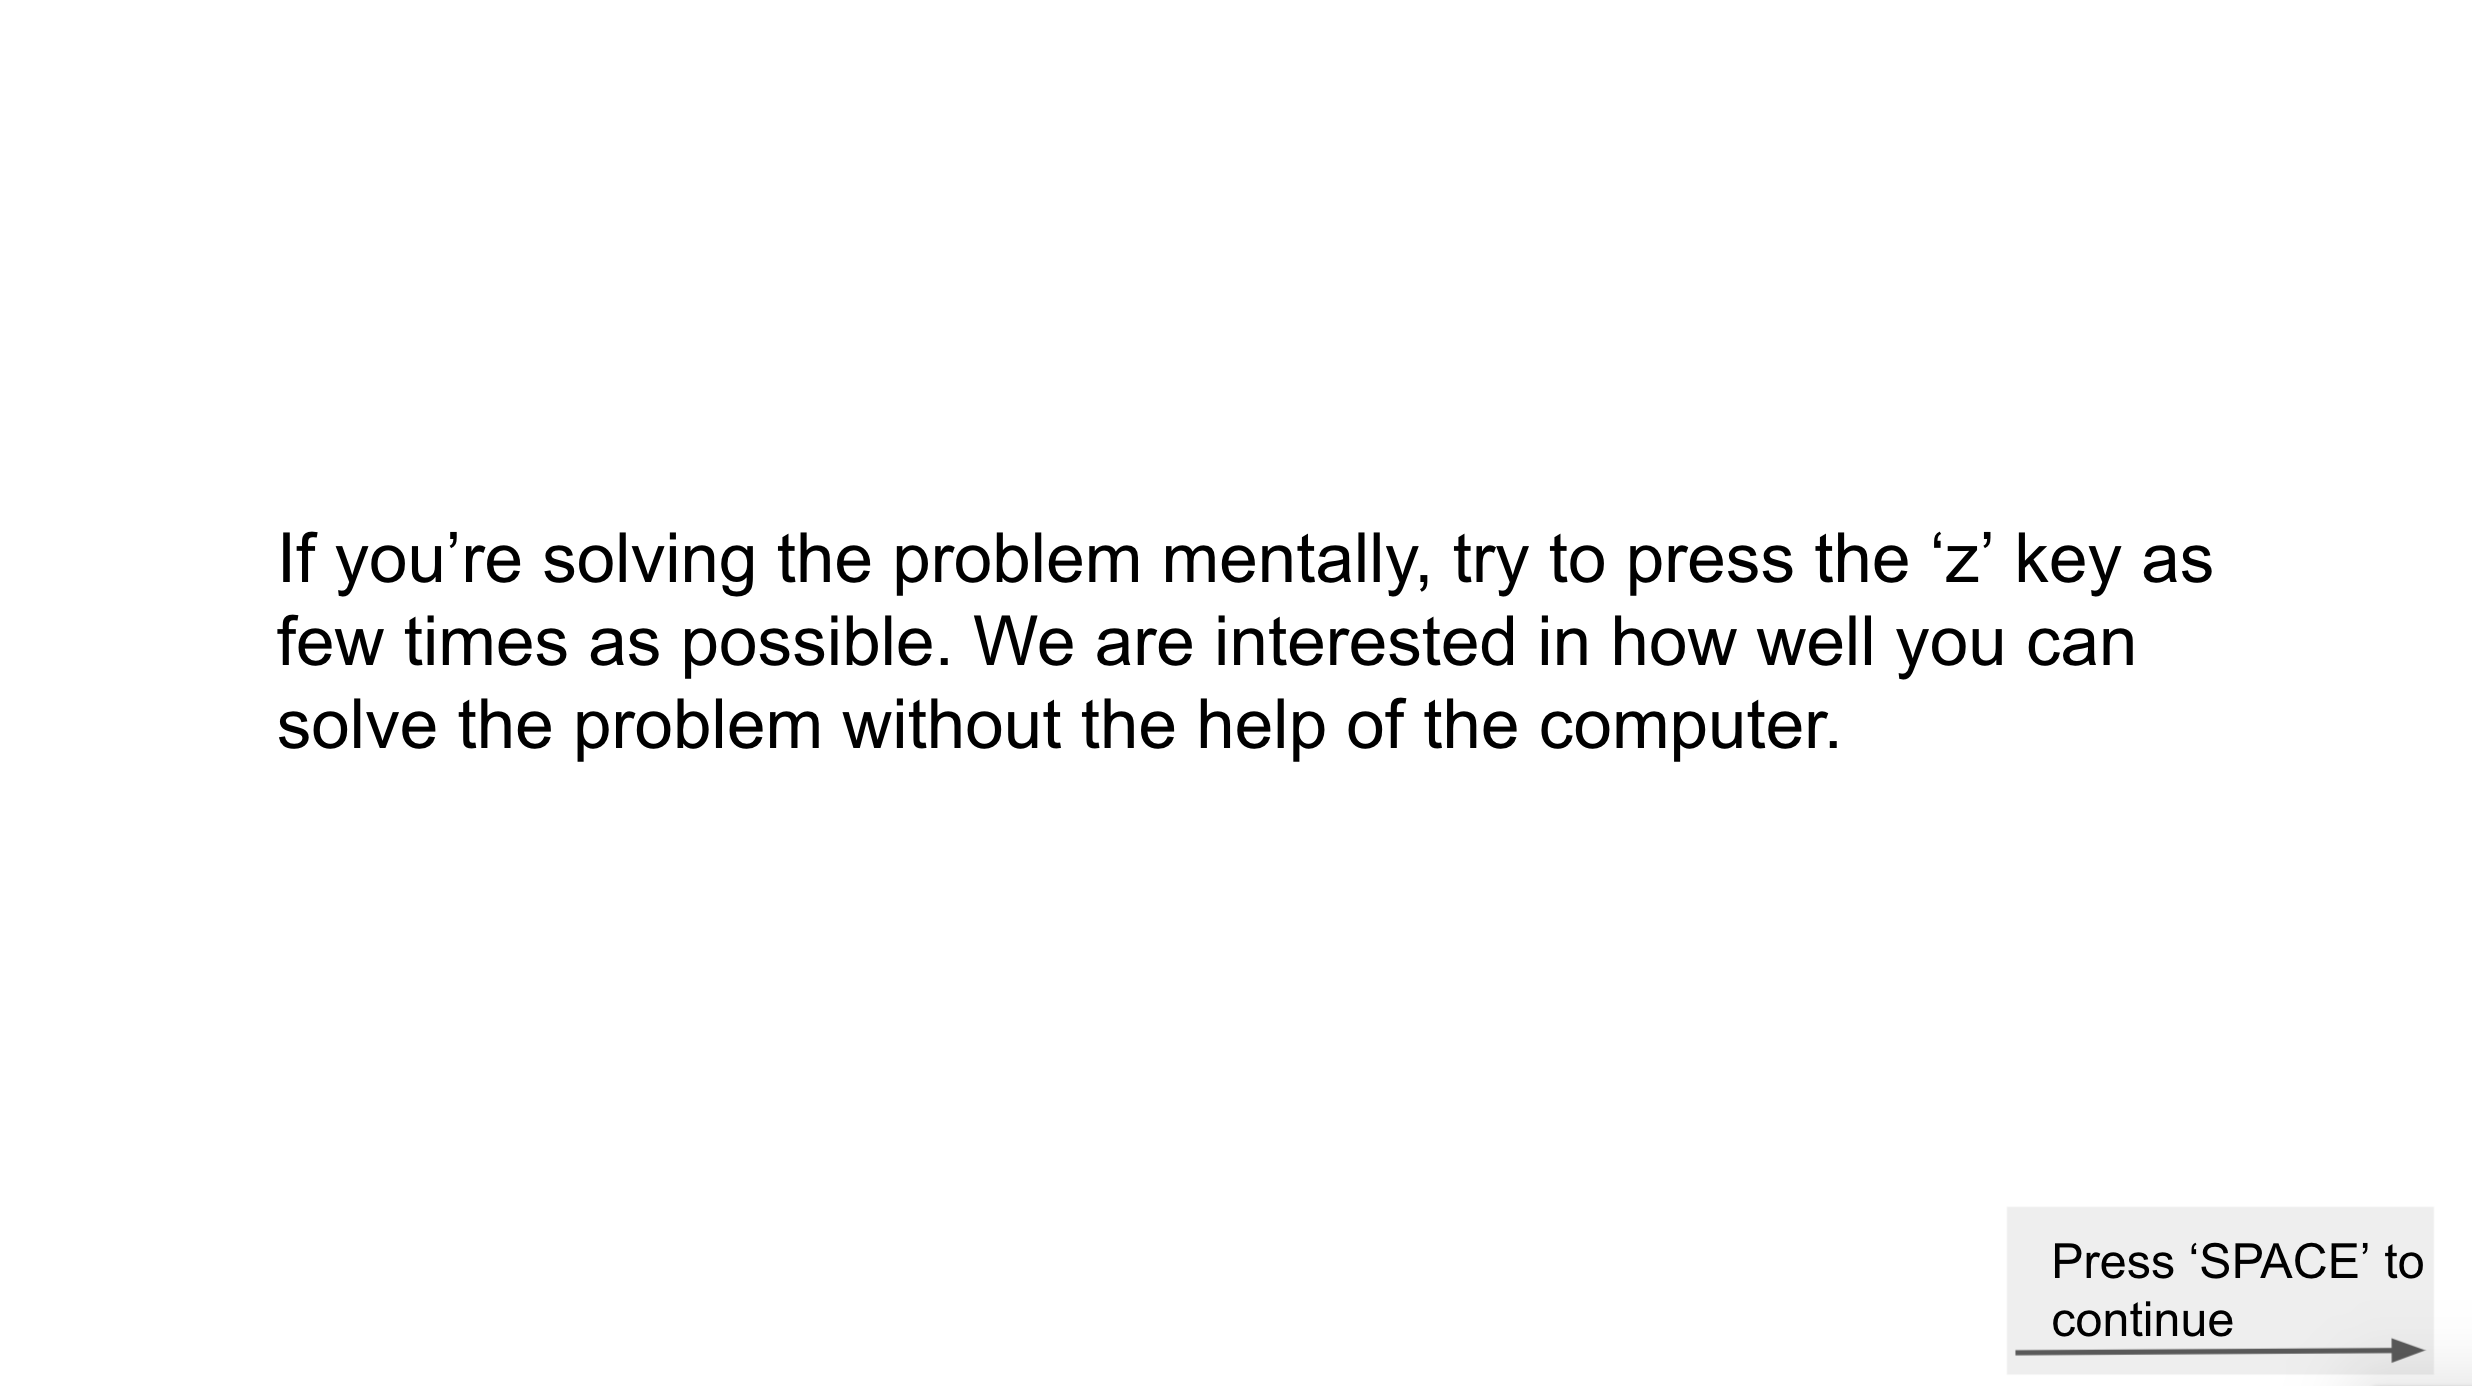 If you’re solving the problem mentally, try to press the ‘z’ key as
few times as possible. We are interested in how well you can
solve the problem without the help of the computer.
Press ‘SPACE’ to
continue